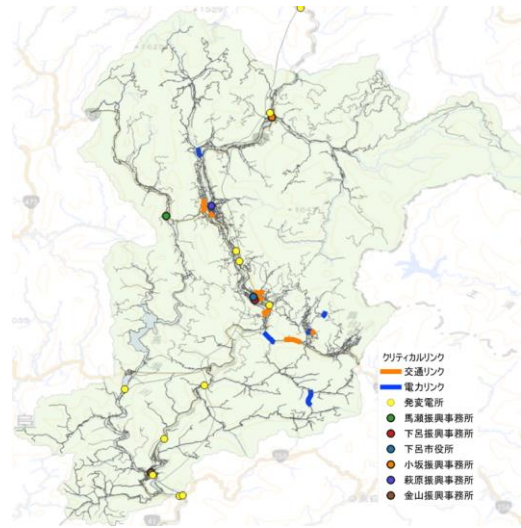 クリティカルリンク
交通リンク
電力リンク
発変電所
馬瀬振興事務所
下呂振興事務所
下呂市役所
小坂振興事務所
萩原振興事務所
金山振興事務所